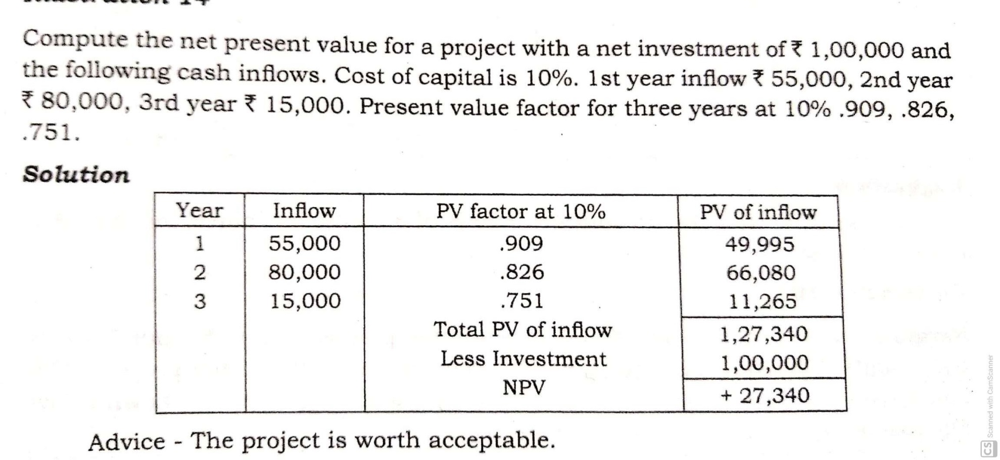 Compute the net present value for a project with a net investment of ₹ 1,00,000 and
the following cash inflows. Cost of capital is 10%. 1st year inflow ₹ 55,000, 2nd year
₹ 80,000, 3rd year ₹ 15,000. Present value factor for three years at 10% .909, .826,
.751.
Solution
Year Inflow PV factor at 10% PV of inflow
1 55,000 .909 49,995
2 80,000 .826 66,080
3 15,000 .751 11,265
Total PV of inflow 1,27,340
Less Investment 1,00,000
NPV + 27,340
Advice - The project is worth acceptable.
CS Scanned with CamScanner